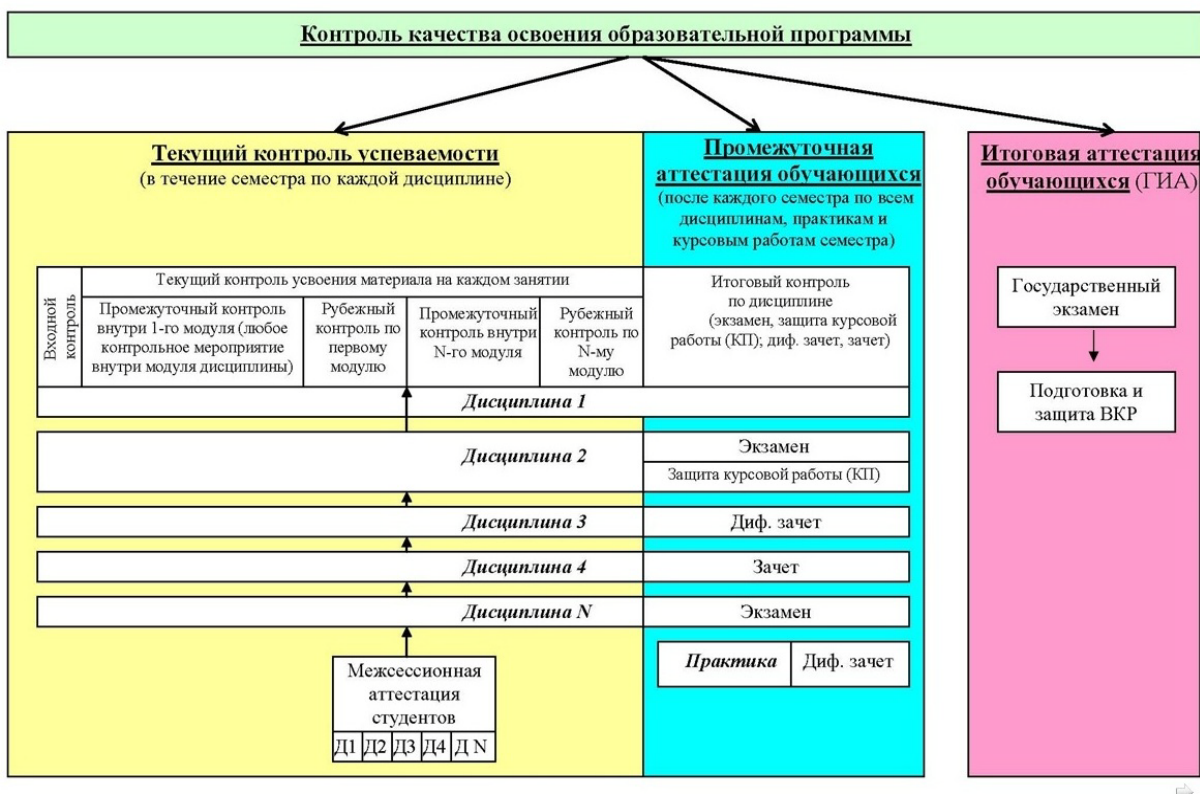 Контроль качества освоения образовательной программы
Текущий контроль успеваемости
(в течение семестра по каждой дисциплине)
Промежуточная
аттестация обучающихся
(после каждого семестра по всем
дисциплинам, практикам и
курсовым работам семестра)
Итоговая аттестация
обучающихся (ГИА)
Входной
контроль
Текущий контроль усвоения материала на каждом занятии
Промежуточный контроль
внутри 1-го модуля (любое
контрольное мероприятие
внутри модуля дисциплины)
Рубежный
контроль по
первому
модулю
Промежуточный
контроль внутри
N-го модуля
Рубежный
контроль по
N-му
модулю
Итоговый контроль
по дисциплине
(экзамен, защита курсовой
работы (КП); диф. зачет, зачет)
Дисциплина 1
Дисциплина 2
Экзамен
Защита курсовой работы (КП)
Дисциплина 3
Диф. зачет
Дисциплина 4
Зачет
Дисциплина N
Экзамен
Практика
Диф. зачет
Межсессионная
аттестация
студентов
Д1 Д2 Д3 Д4 Д N
Государственный
экзамен
Подготовка и
защита ВКР